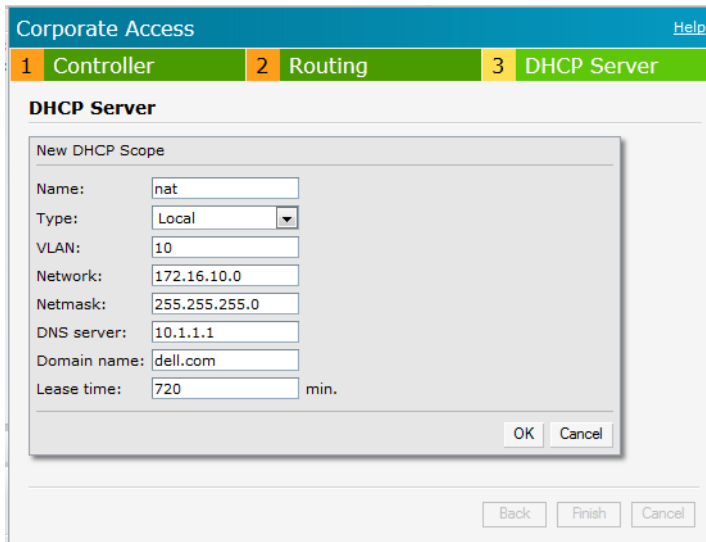 Corporate Access Help
1 Controller 2 Routing 3 DHCP Server
DHCP Server
New DHCP Scope
Name: nat
Type: Local
VLAN: 10
Network: 172.16.10.0
Netmask: 255.255.255.0
DNS server: 10.1.1.1
Domain name: dell.com
Lease time: 720 min.
OK Cancel
Back Finish Cancel